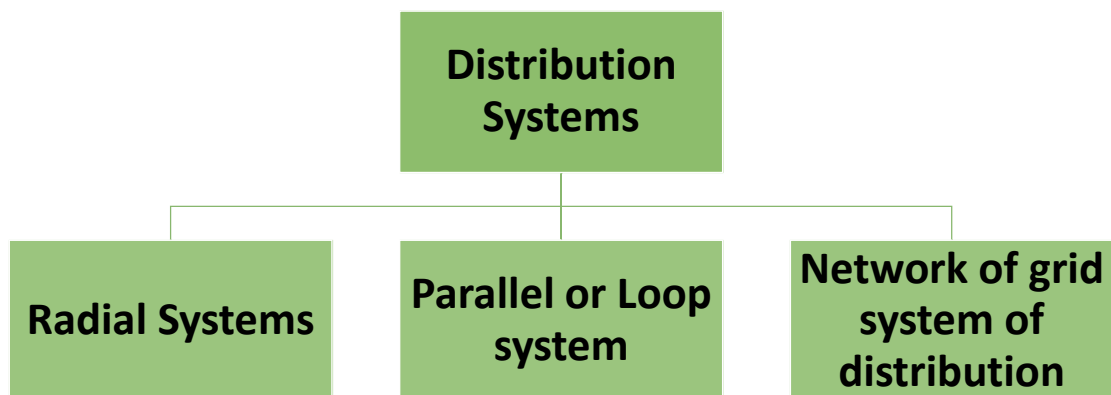 Distribution
Systems
Radial Systems
Parallel or Loop
system
Network of grid
system of
distribution